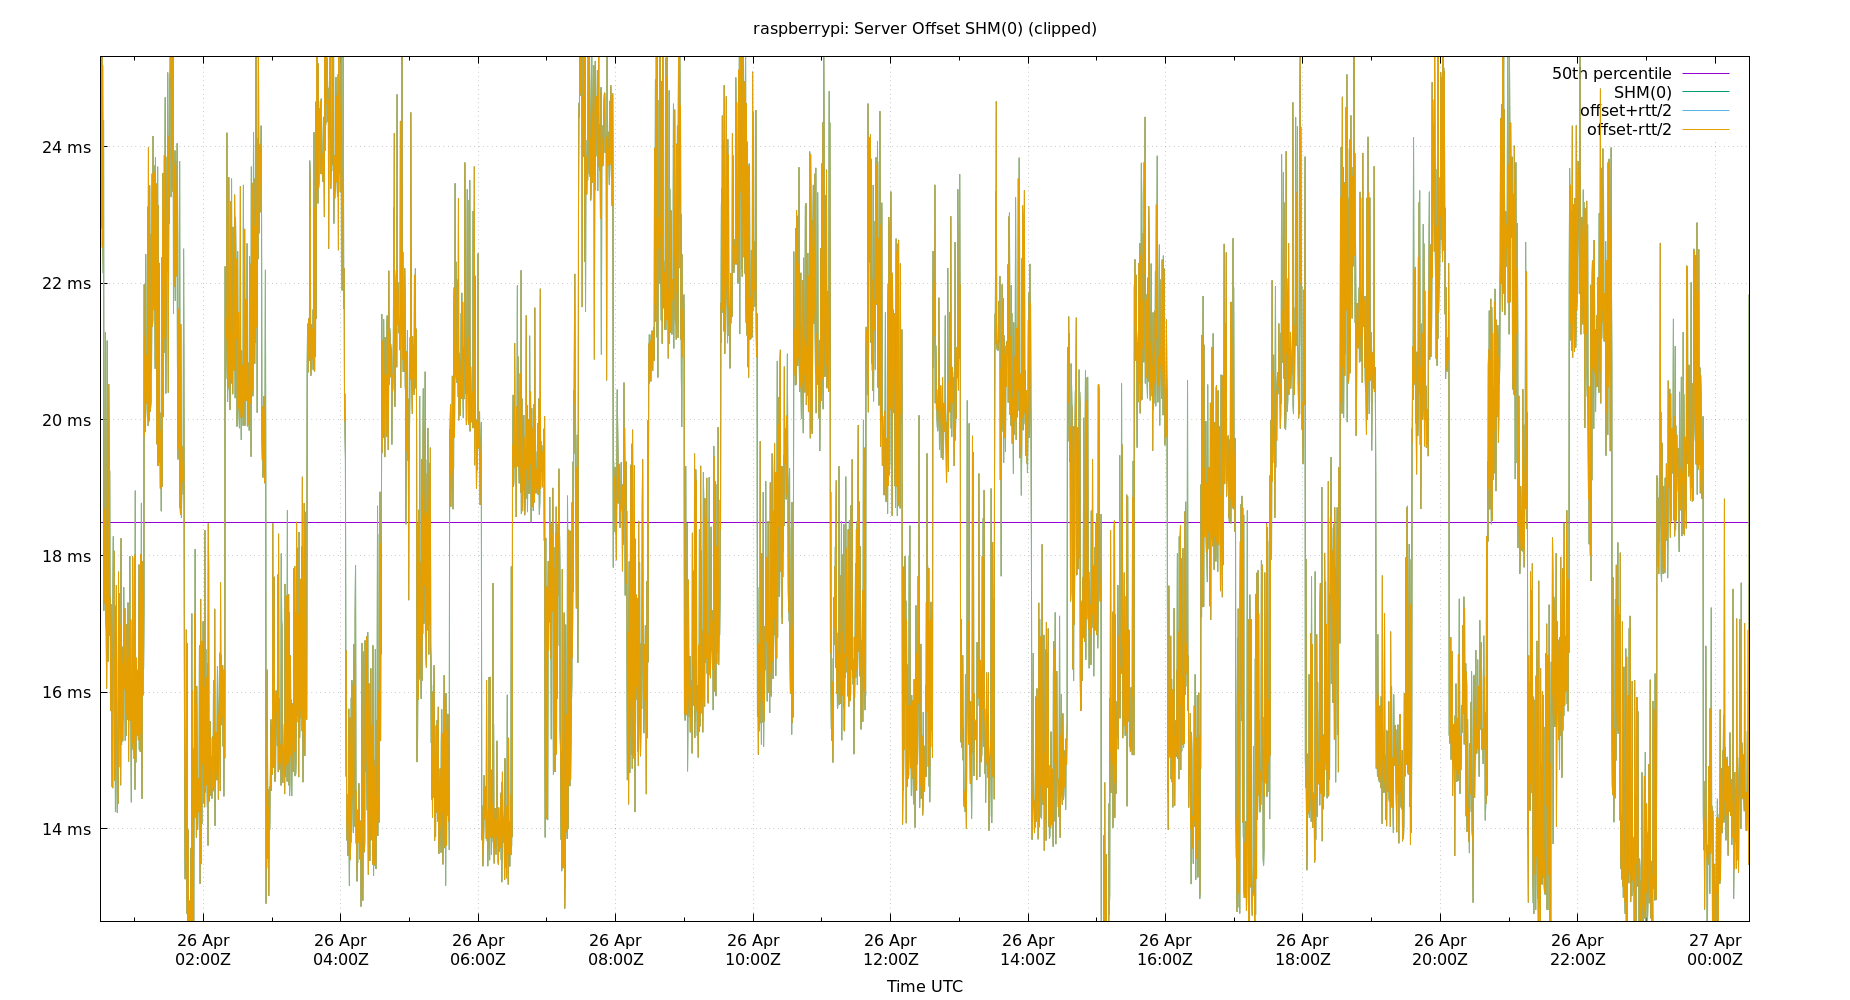 raspberrypi: Server Offset SHM(0) (clipped)
50th percentile
SHM(0)
offset+rtt/2
offset-rtt/2
24 ms
22 ms
20 ms
18 ms
16 ms
14 ms
26 Apr 26 Apr 26 Apr 26 Apr 26 Apr 26 Apr 26 Apr 26 Apr 26 Apr 26 Apr 26 Apr 27 Apr
02:00Z 04:00Z 06:00Z 08:00Z 10:00Z 12:00Z 14:00Z 16:00Z 18:00Z 20:00Z 22:00Z 00:00Z
Time UTC